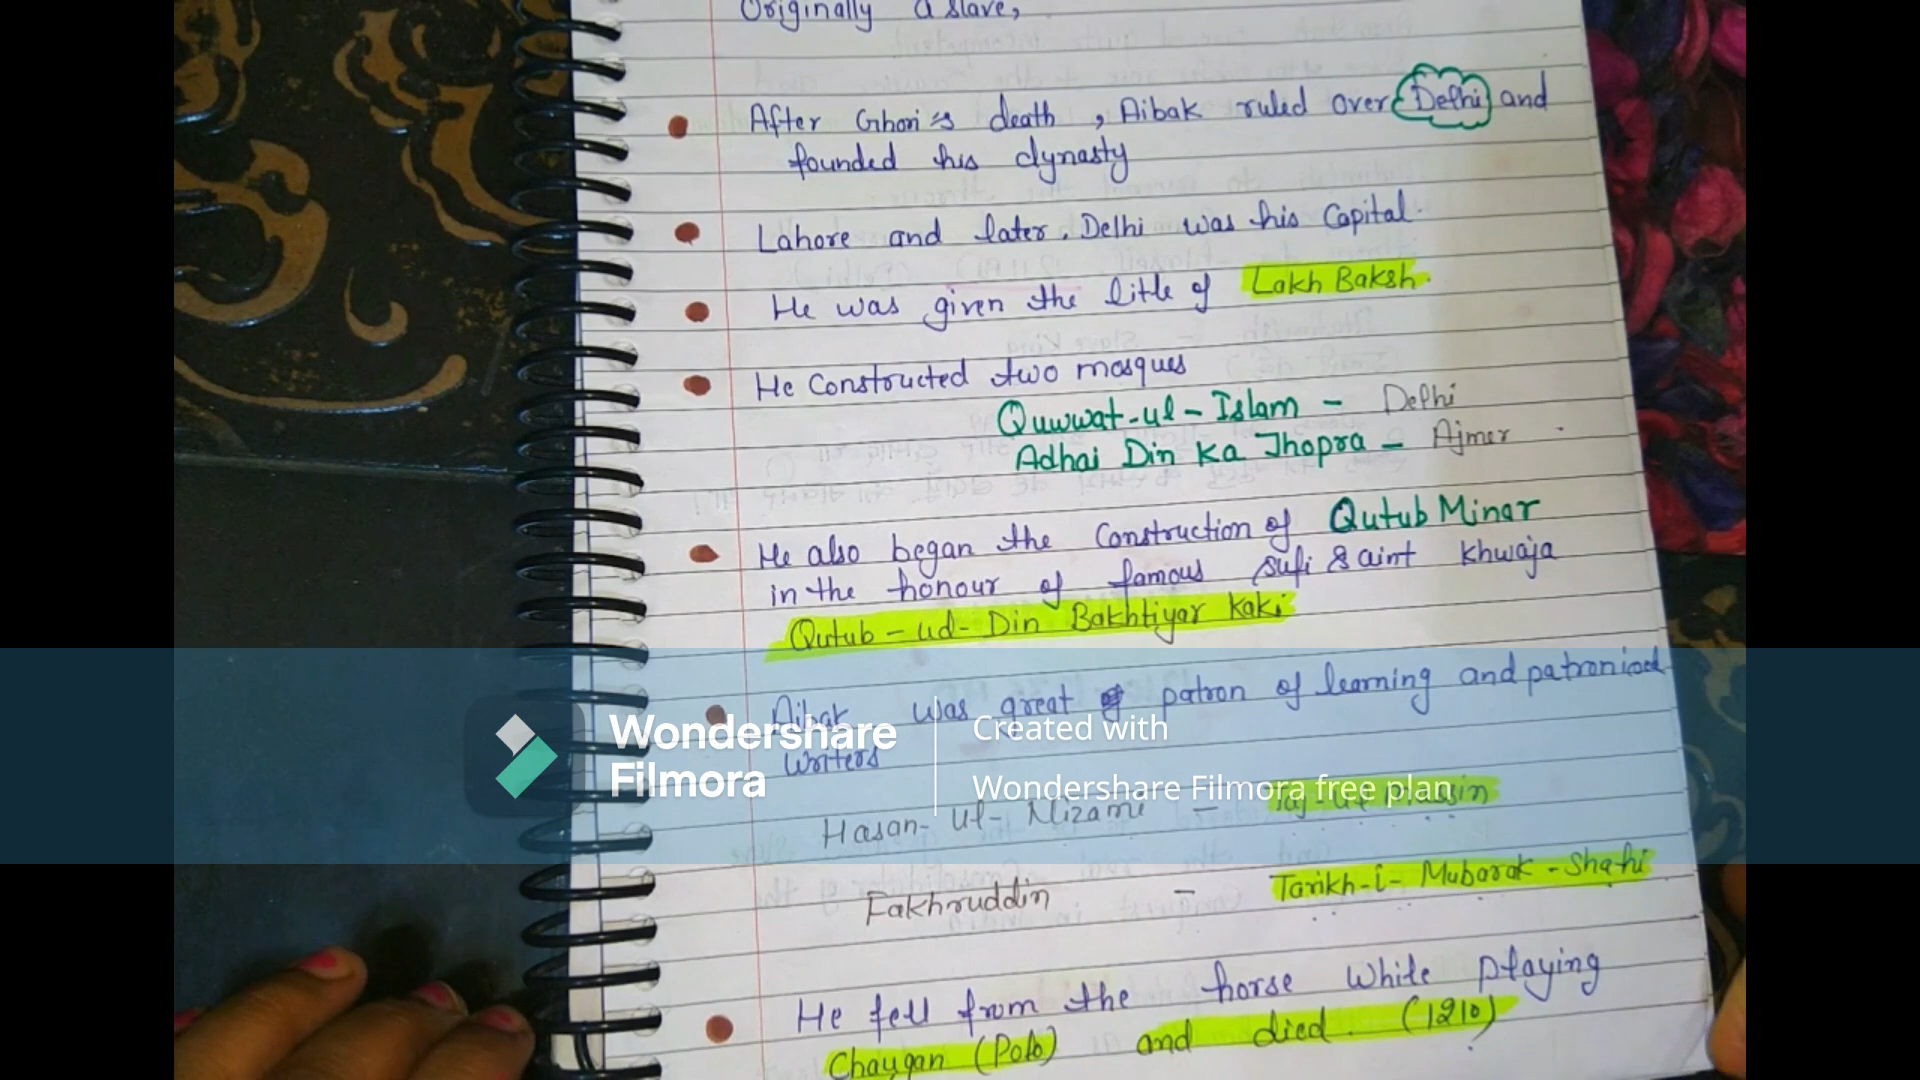 Originally a slave,
After Ghori's death, Aibak ruled over Delhi and
founded his dynasty
Lahore and later. Delhi was his Capital.
He was given the title of Lakh Baksh.
He Constructed two mosques
Quwwat-ul-Islam - Delhi
Adhai Din Ka Jhopra - Ajmer
He also began the Construction of Qutub Minar
in the honour of famous Sufi Saint Khwaja
Qutub-ud-Din Bakhtiyar Kaki
Aibak was great patron of learning and patronised
writers
Wondershare
Filmora
Created with
Wondershare Filmora free plan
Hasan-ul-Nizami - Taj-ul-
Fakhruddin - Tarikh-i-Mubarak-Shahi
He fell from the horse While playing
Chaugan (Polo) and died. (1210)